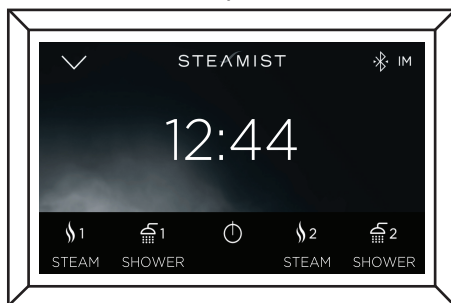 STEAMIST
IM
12:44
1 1 2 2
STEAM SHOWER STEAM SHOWER